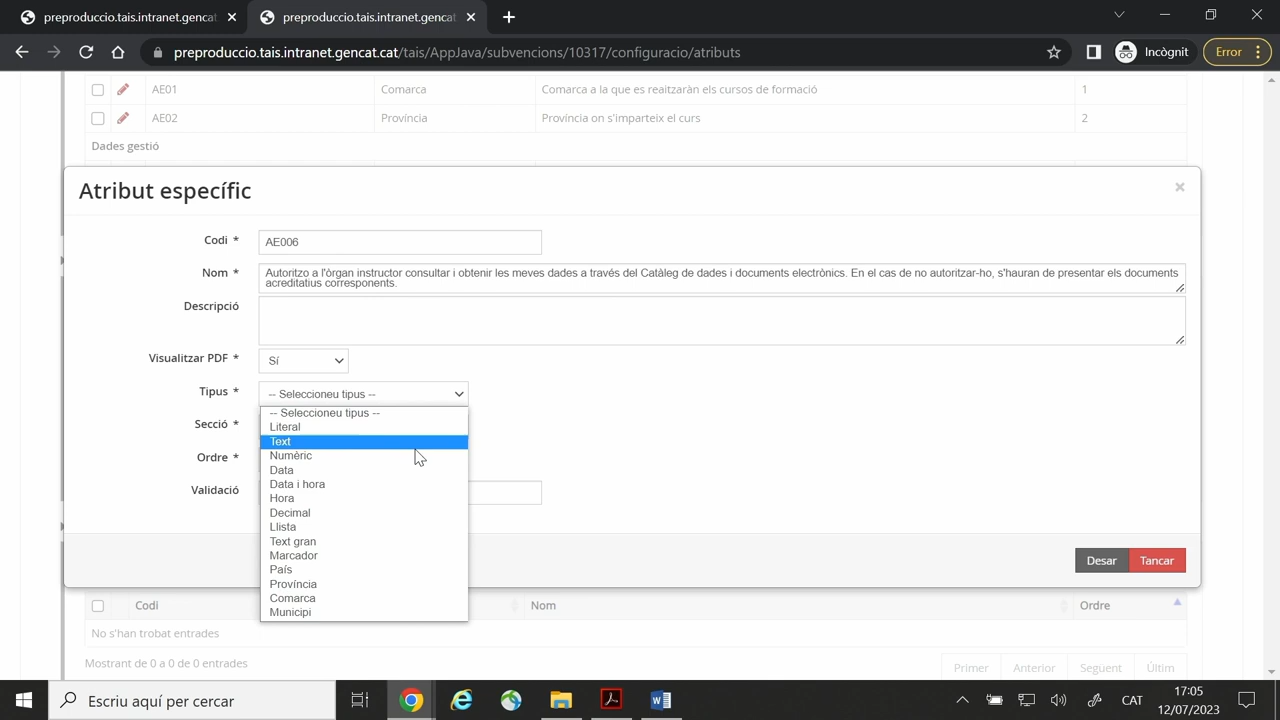 preproduccio.tais.intranet.gencat
preproduccio.tais.intranet.gencat
preproduccio.tais.intranet.gencat.cat/tais/AppJava/subvencions/10317/configuracio/atributs
Incògnit
Error
AE01 Comarca Comarca a la que es reaitzaràn els cursos de formació 1
AE02 Província Província on s'imparteix el curs 2
Dades gestió
Atribut específic
Codi * AE006
Nom * Autoritzo a l'òrgan instructor consultar i obtenir les meves dades a través del Catàleg de dades i documents electrònics. En el cas de no autoritzar-ho, s'hauran de presentar els documents
acreditatius corresponents.
Descripció
Visualitzar PDF * Sí
Tipus * -- Seleccioneu tipus --
-- Seleccioneu tipus --
Secció *
Literal
Text
Ordre *
Numèric
Data
Data i hora
Validació
Hora
Decimal
Llista
Text gran
Marcador
País
Província
Comarca
Municipi
Desar Tancar
Codi Nom Ordre
No s'han trobat entrades
Mostrant de 0 a 0 de 0 entrades
Primer Anterior Següent Últim
Escriu aquí per cercar
CAT
17:05
12/07/2023